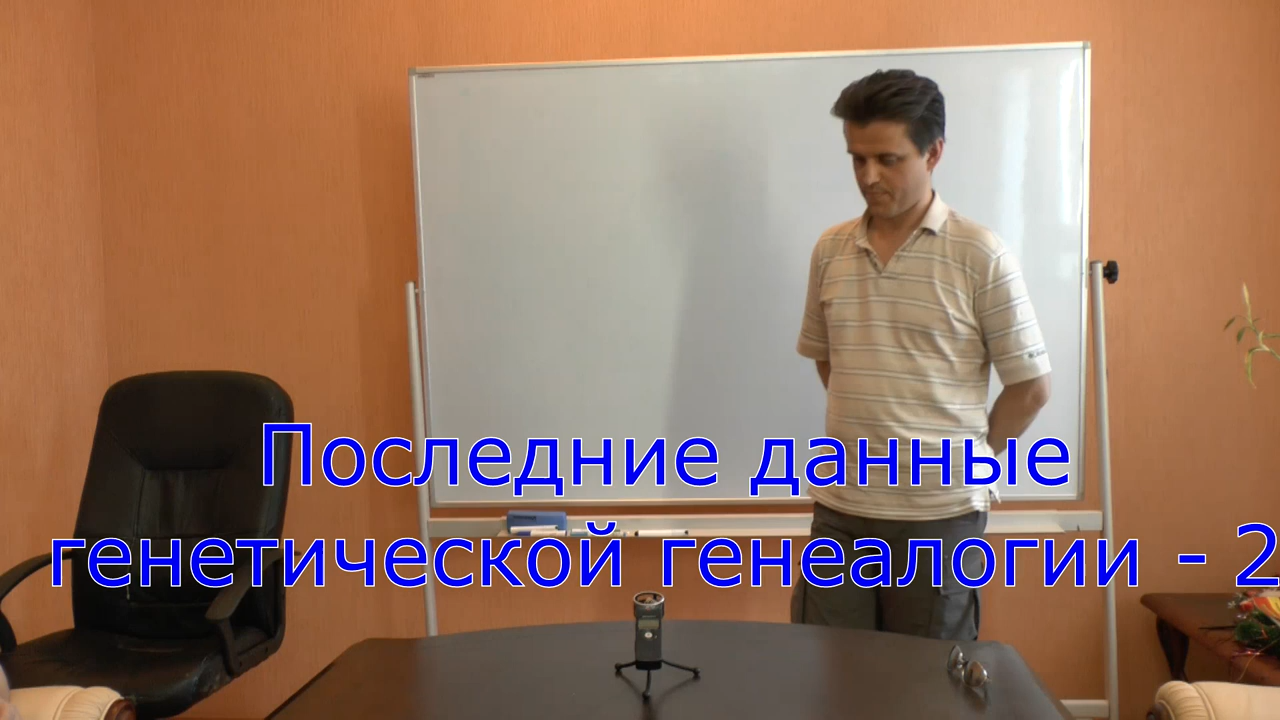 Последние данные
генетической генеалогии - 2